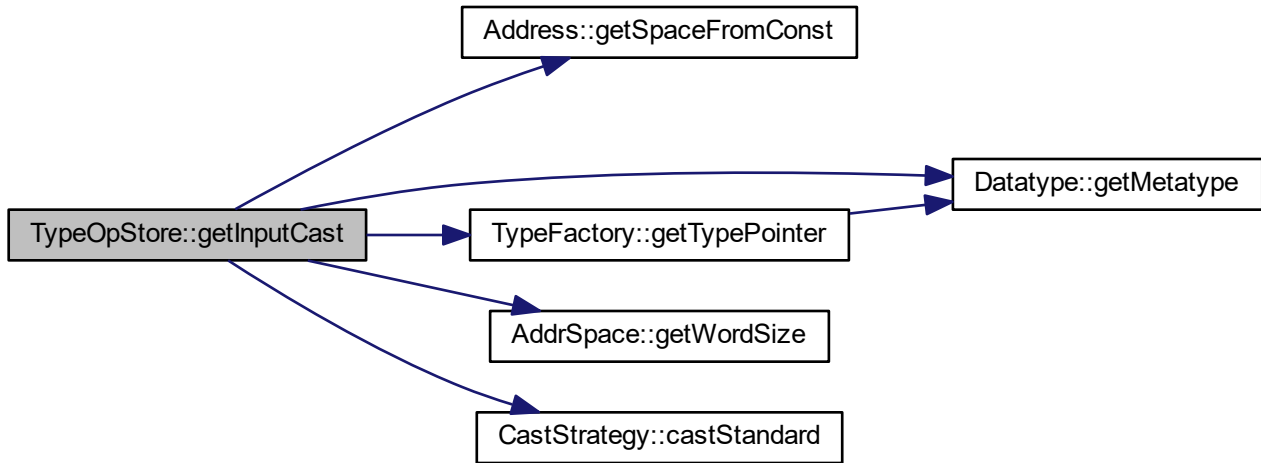 Address::getSpaceFromConst
Datatype::getMetatype
TypeOpStore::getInputCast
TypeFactory::getTypePointer
AddrSpace::getWordSize
CastStrategy::castStandard